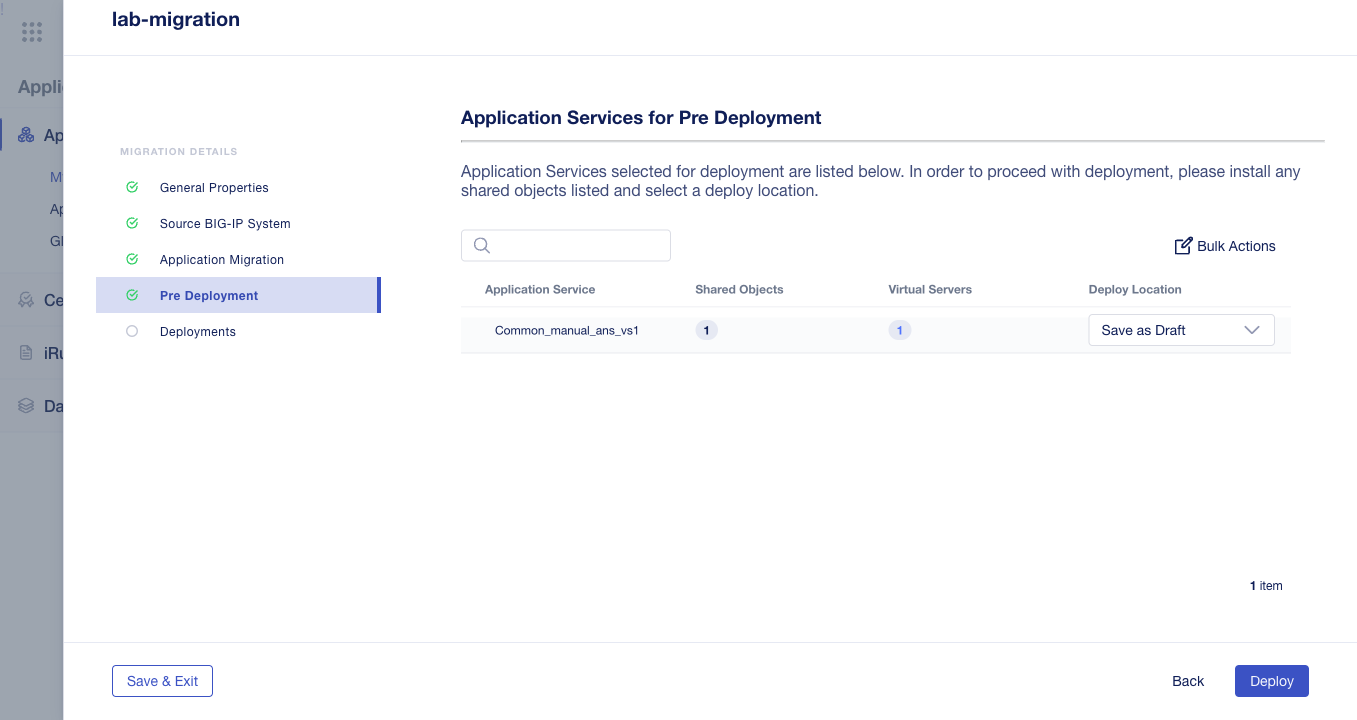 lab-migration
Appli
Ap
M
Ap
Gl
Ce
iRu
Da
MIGRATION DETAILS
General Properties
Source BIG-IP System
Application Migration
Pre Deployment
Deployments
Application Services for Pre Deployment
Application Services selected for deployment are listed below. In order to proceed with deployment, please install any
shared objects listed and select a deploy location.
Bulk Actions
Application Service Shared Objects Virtual Servers Deploy Location
Common_manual_ans_vs1 1 1 Save as Draft
1 item
Save & Exit Back Deploy